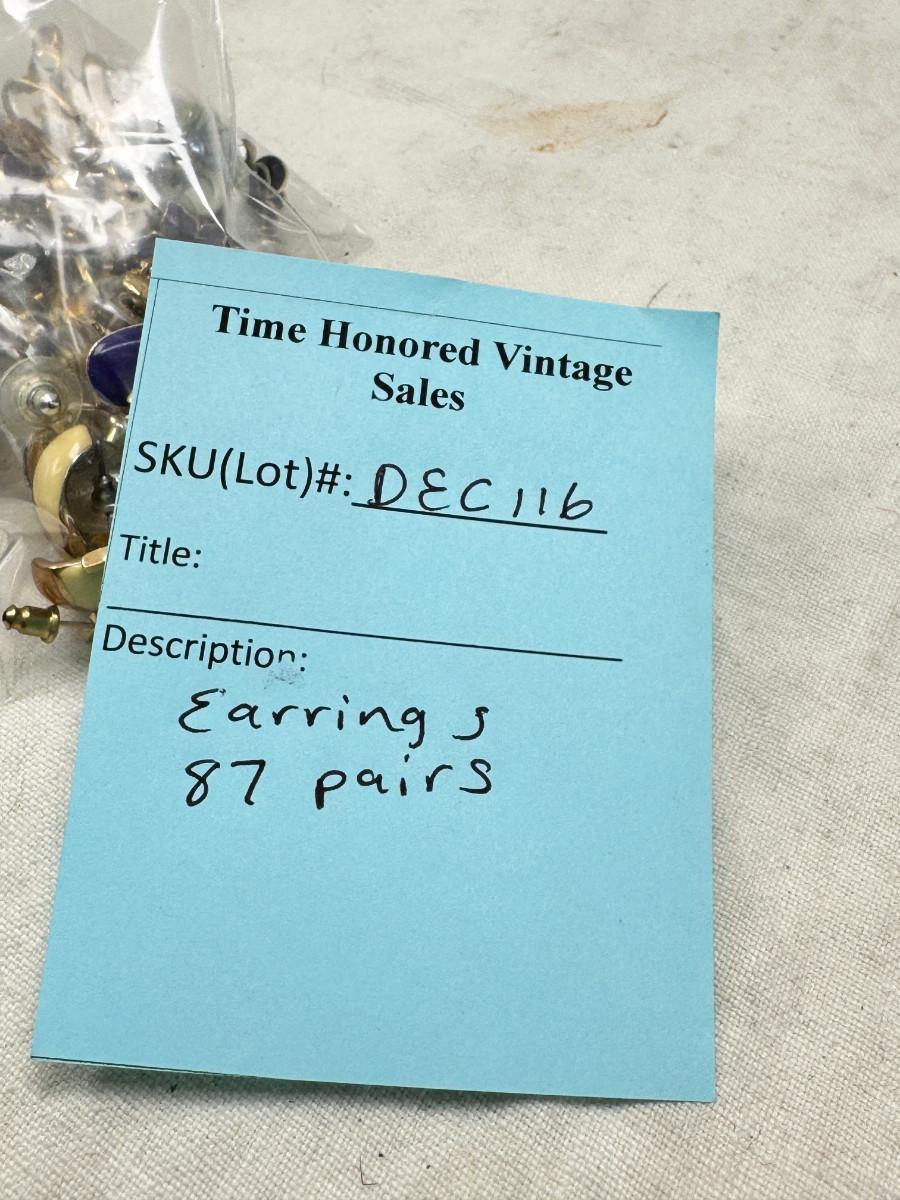 Time Honored Vintage
Sales
SKU(Lot)#: DEC116
Title:
Description:
Earrings
87 pairs